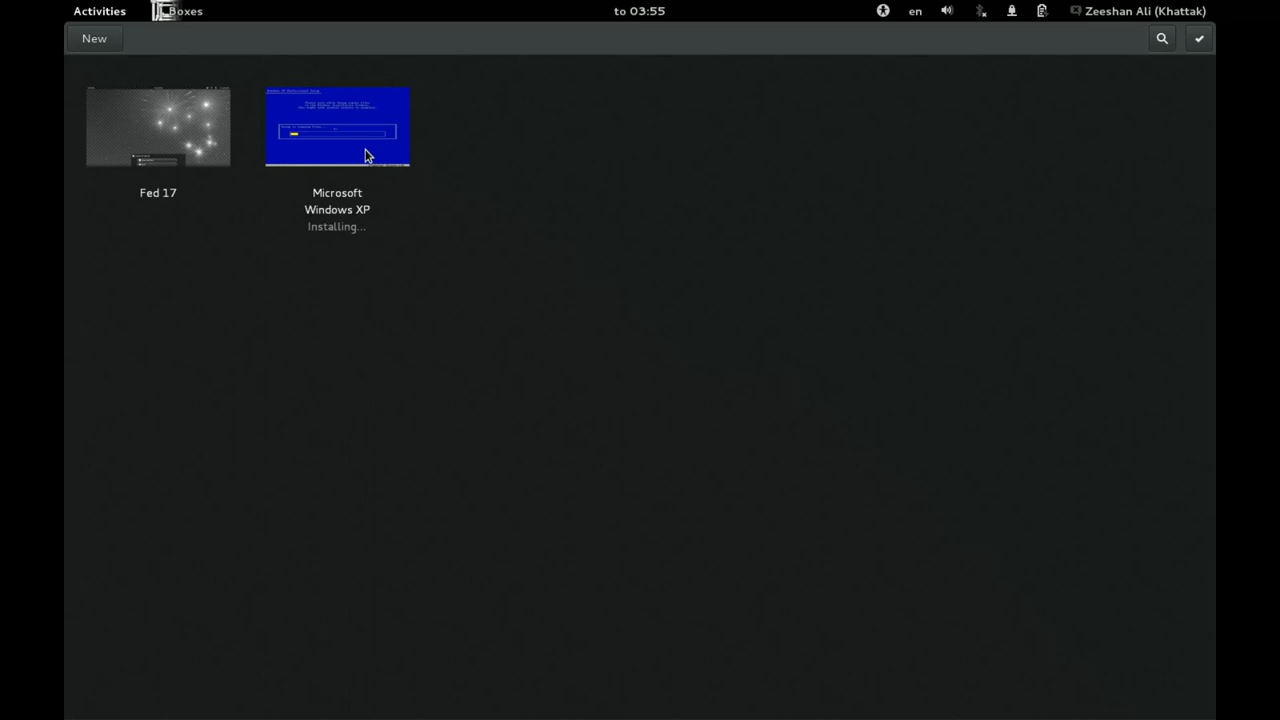 Activities
Boxes
to 03:55
en
Zeeshan Ali (Khattak)
New
Fed 17
Microsoft
Windows XP
Installing...